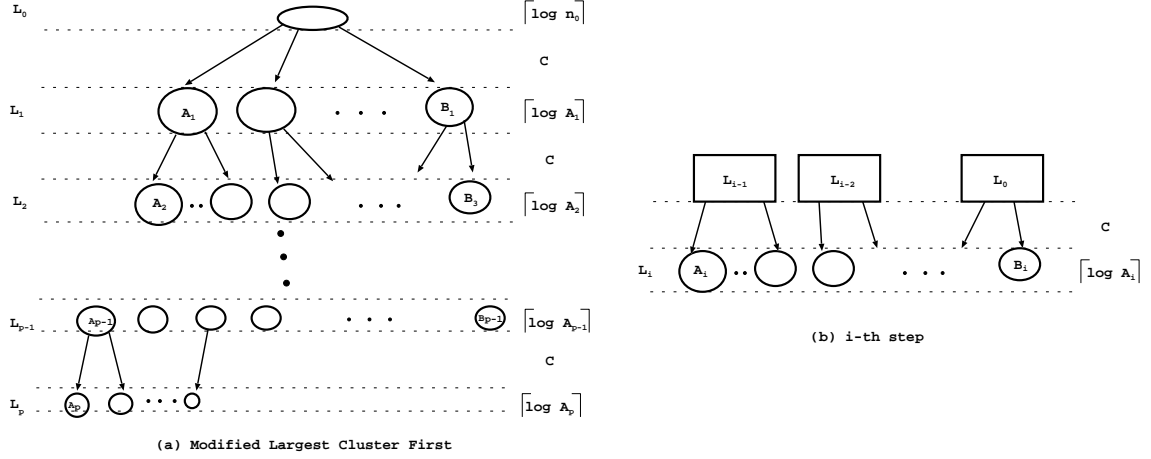 L0 ⌈log n0⌉
C
L1 A1 . . . B1 ⌈log A1⌉
C
L2 A2 .. . . . B3 ⌈log A2⌉
Lp-1 Ap-1 . . . Bp-1 ⌈log Ap-1⌉
C
Lp Ap . . . ⌈log Ap⌉
(a) Modified Largest Cluster First
Li-1 Li-2 L0
C
Li Ai .. . . . Bi ⌈log Ai⌉
(b) i-th step